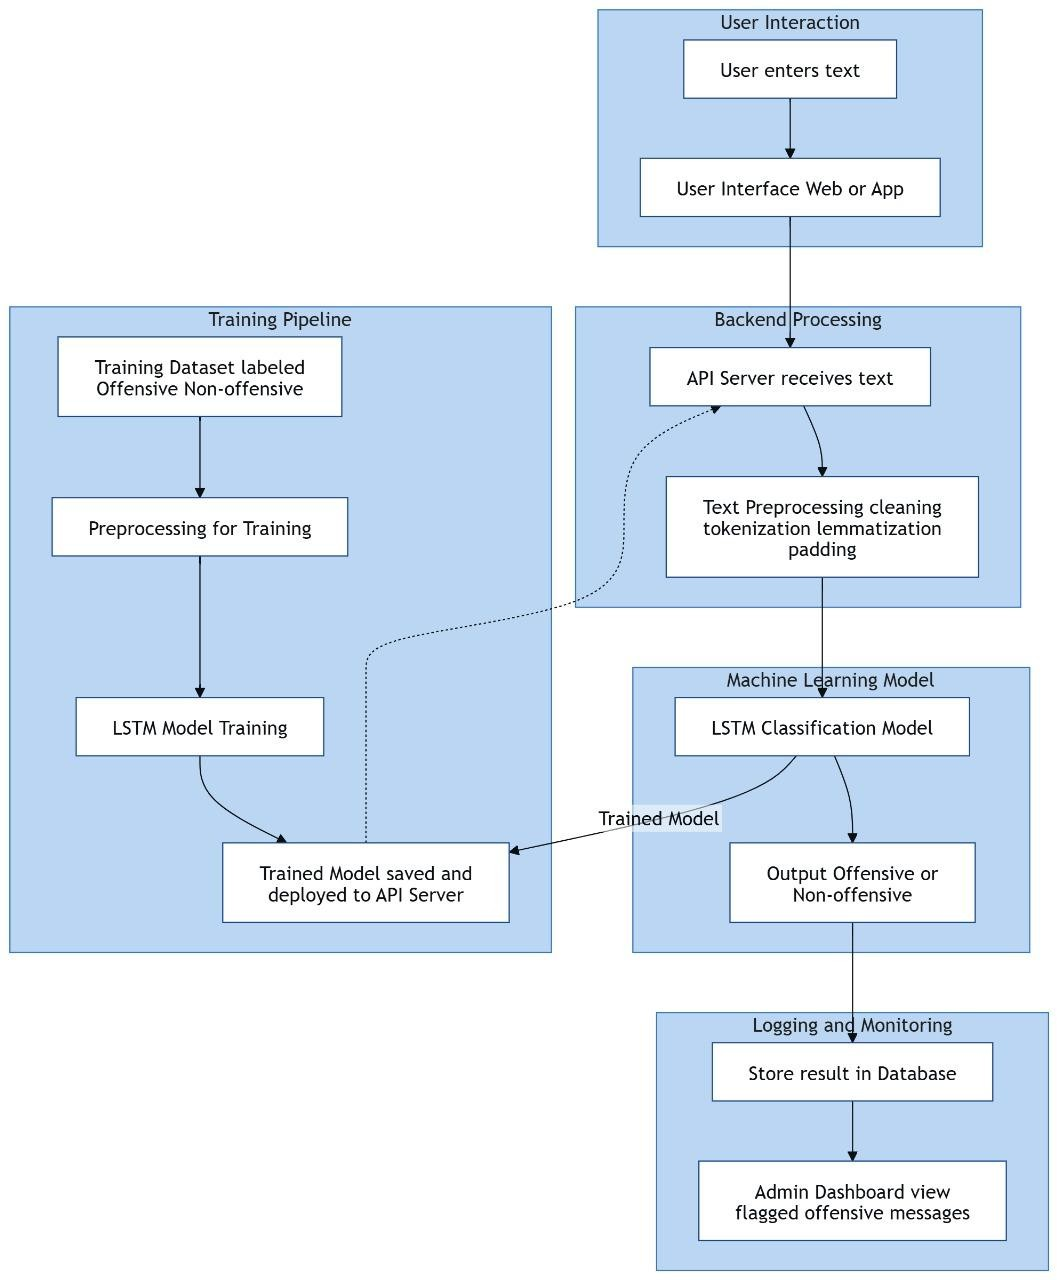 User Interaction
User enters text
User Interface Web or App
Training Pipeline
Training Dataset labeled
Offensive Non-offensive
Preprocessing for Training
LSTM Model Training
Trained Model saved and
deployed to API Server
Backend Processing
API Server receives text
Text Preprocessing cleaning
tokenization lemmatization
padding
Machine Learning Model
LSTM Classification Model
Trained Model
Output Offensive or
Non-offensive
Logging and Monitoring
Store result in Database
Admin Dashboard view
flagged offensive messages